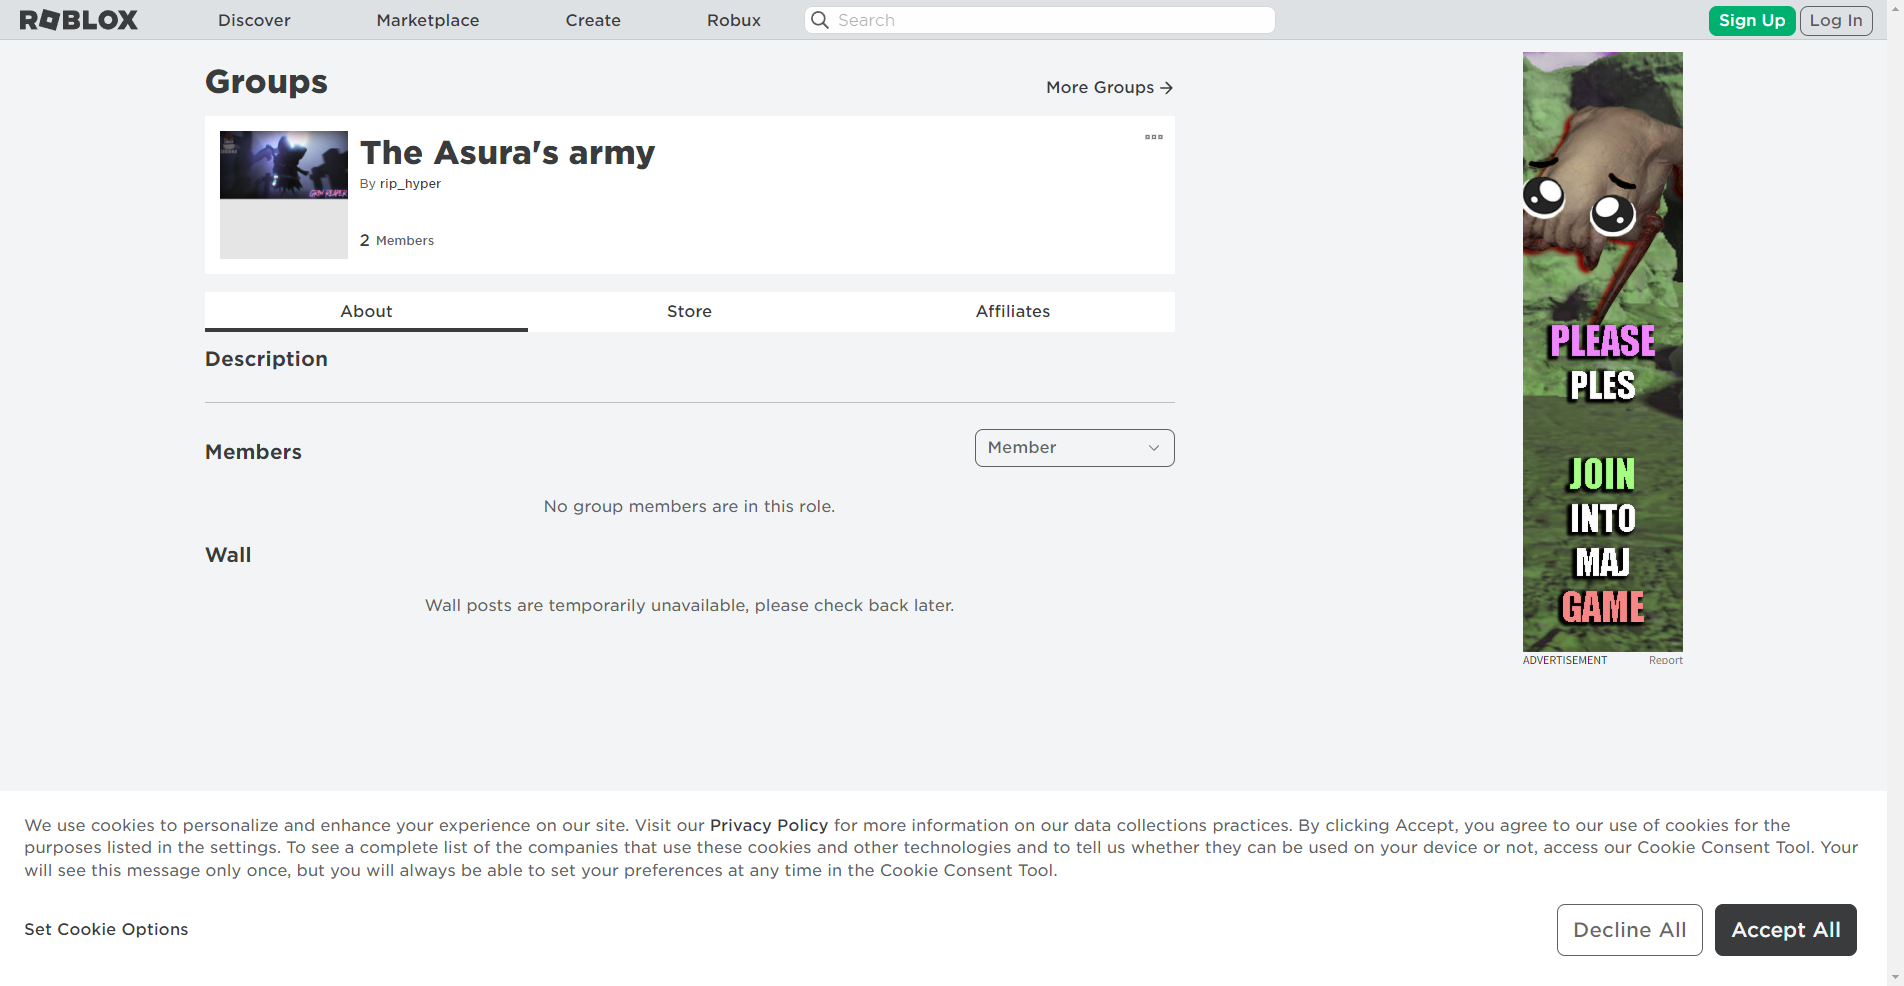 ROBLOX
Discover
Marketplace
Create
Robux
Search
Sign Up
Log In
Groups
More Groups
The Asura's army
By rip_hyper
2 Members
GRIM REAPER
About
Store
Affiliates
Description
Members
Member
No group members are in this role.
Wall
Wall posts are temporarily unavailable, please check back later.
PLEASE
PLES
JOIN
INTO
MAJ
GAME
ADVERTISEMENT
Report
We use cookies to personalize and enhance your experience on our site. Visit our Privacy Policy for more information on our data collections practices. By clicking Accept, you agree to our use of cookies for the
purposes listed in the settings. To see a complete list of the companies that use these cookies and other technologies and to tell us whether they can be used on your device or not, access our Cookie Consent Tool. Your
will see this message only once, but you will always be able to set your preferences at any time in the Cookie Consent Tool.
Set Cookie Options
Decline All
Accept All